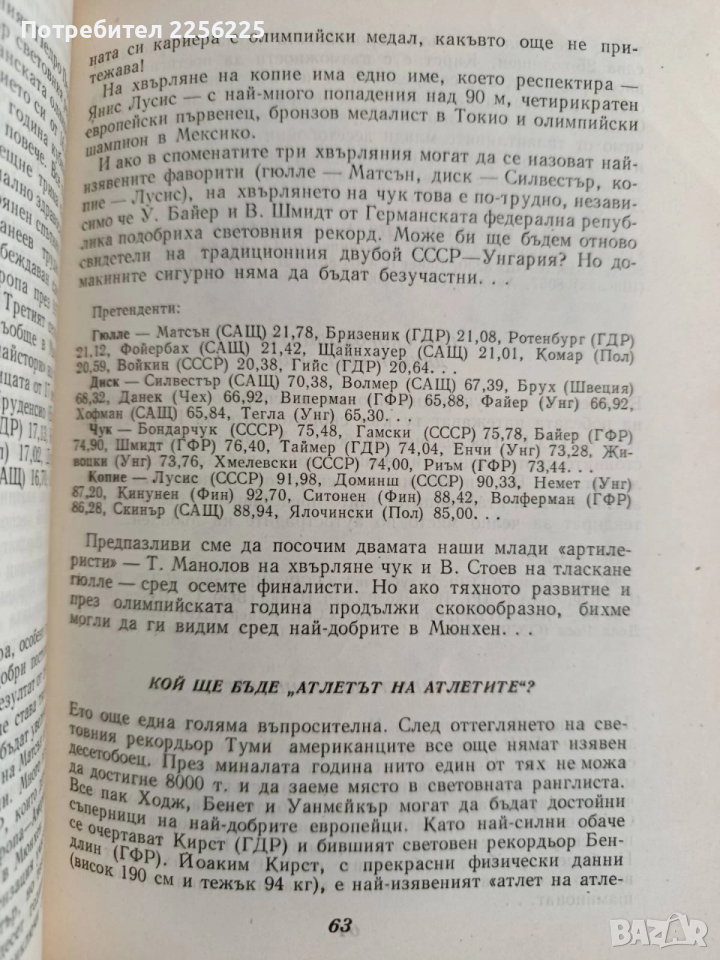 Потребител 2256225
ната си кариера с олимпийски медал, какъвто още не при-
тежава!
На хвърляне на копие има едно име, което респектира —
Янис Лусис — с най-много попадения над 90 м, четирикратен
европейски първенец, бронзов медалист в Токио и олимпийски
шампион в Мексико.
И ако в споменатите три хвърляния могат да се назоват най-
изявените фаворити (гюлле — Матсън, диск — Силвестър, ко-
пие — Лусис), на хвърлянето на чук това е по-трудно, незави-
симо че У. Байер и В. Шмидт от Германската федерална репуб-
лика подобриха световния рекорд. Може би ще бъдем отново
свидетели на традиционния двубой СССР—Унгария? Но до-
макините сигурно няма да бъдат безучастни. . .
Претенденти:
Гюлле — Матсън (САЩ) 21,78, Бризеник (ГДР) 21,08, Ротенбург (ГДР)
21,12, Фойербах (САЩ) 21,42, Щайнхауер (САЩ) 21,01, Комар (Пол)
20,59, Войкин (СССР) 20,38, Гийс (ГДР) 20,64. . .
Диск — Силвестър (САЩ) 70,38, Волмер (САЩ) 67,39, Брух (Швеция)
68,32, Данек (Чех) 66,92, Виперман (ГФР) 65,88, Файер (Унг) 66,92,
Хофман (САЩ) 65,84, Тегла (Унг) 65,30. . .
Чук — Бондарчук (СССР) 75,48, Гамски (СССР) 75,78, Байер (ГФР)
74,90, Шмидт (ГФР) 76,40, Таймер (ГДР) 74,04, Енчи (Унг) 73,28, Жи-
воцки (Унг) 73,76, Хмелевски (СССР) 74,00, Риъм (ГФР) 73,44. . .
Копие — Лусис (СССР) 91,98, Доминш (СССР) 90,33, Немет (Унг)
87,20, Кинунен (Фин) 92,70, Ситонен (Фин) 88,42, Волферман (ГФР)
86,28, Скинър (САЩ) 88,94, Ялочински (Пол) 85,00. . .
Предпазливи сме да посочим двамата наши млади «артиле-
ристи» — Т. Манолов на хвърляне чук и В. Стоев на тласкане
гюлле — сред осемте финалисти. Но ако тяхното развитие и
през олимпийската година продължи скокообразно, бихме
могли да ги видим сред най-добрите в Мюнхен. . .
КОЙ ЩЕ БЪДЕ „АТЛЕТЪТ НА АТЛЕТИТЕ“?
Ето още една голяма въпросителна. След оттеглянето на све-
товния рекордьор Туми американците все още нямат изявен
десетобоец. През миналата година нито един от тях не можа
да достигне 8000 т. и да заеме място в световната ранглиста.
Все пак Ходж, Бенет и Уанмейкър могат да бъдат достойни
съперници на най-добрите европейци. Като най-силни обаче
се очертават Кирст (ГДР) и бившият световен рекордьор Бен-
длин (ГФР). Йоаким Кирст, с прекрасни физически данни
(висок 190 см и тежък 94 кг), е най-изявеният «атлет на атле-
63
BAZAR
bg